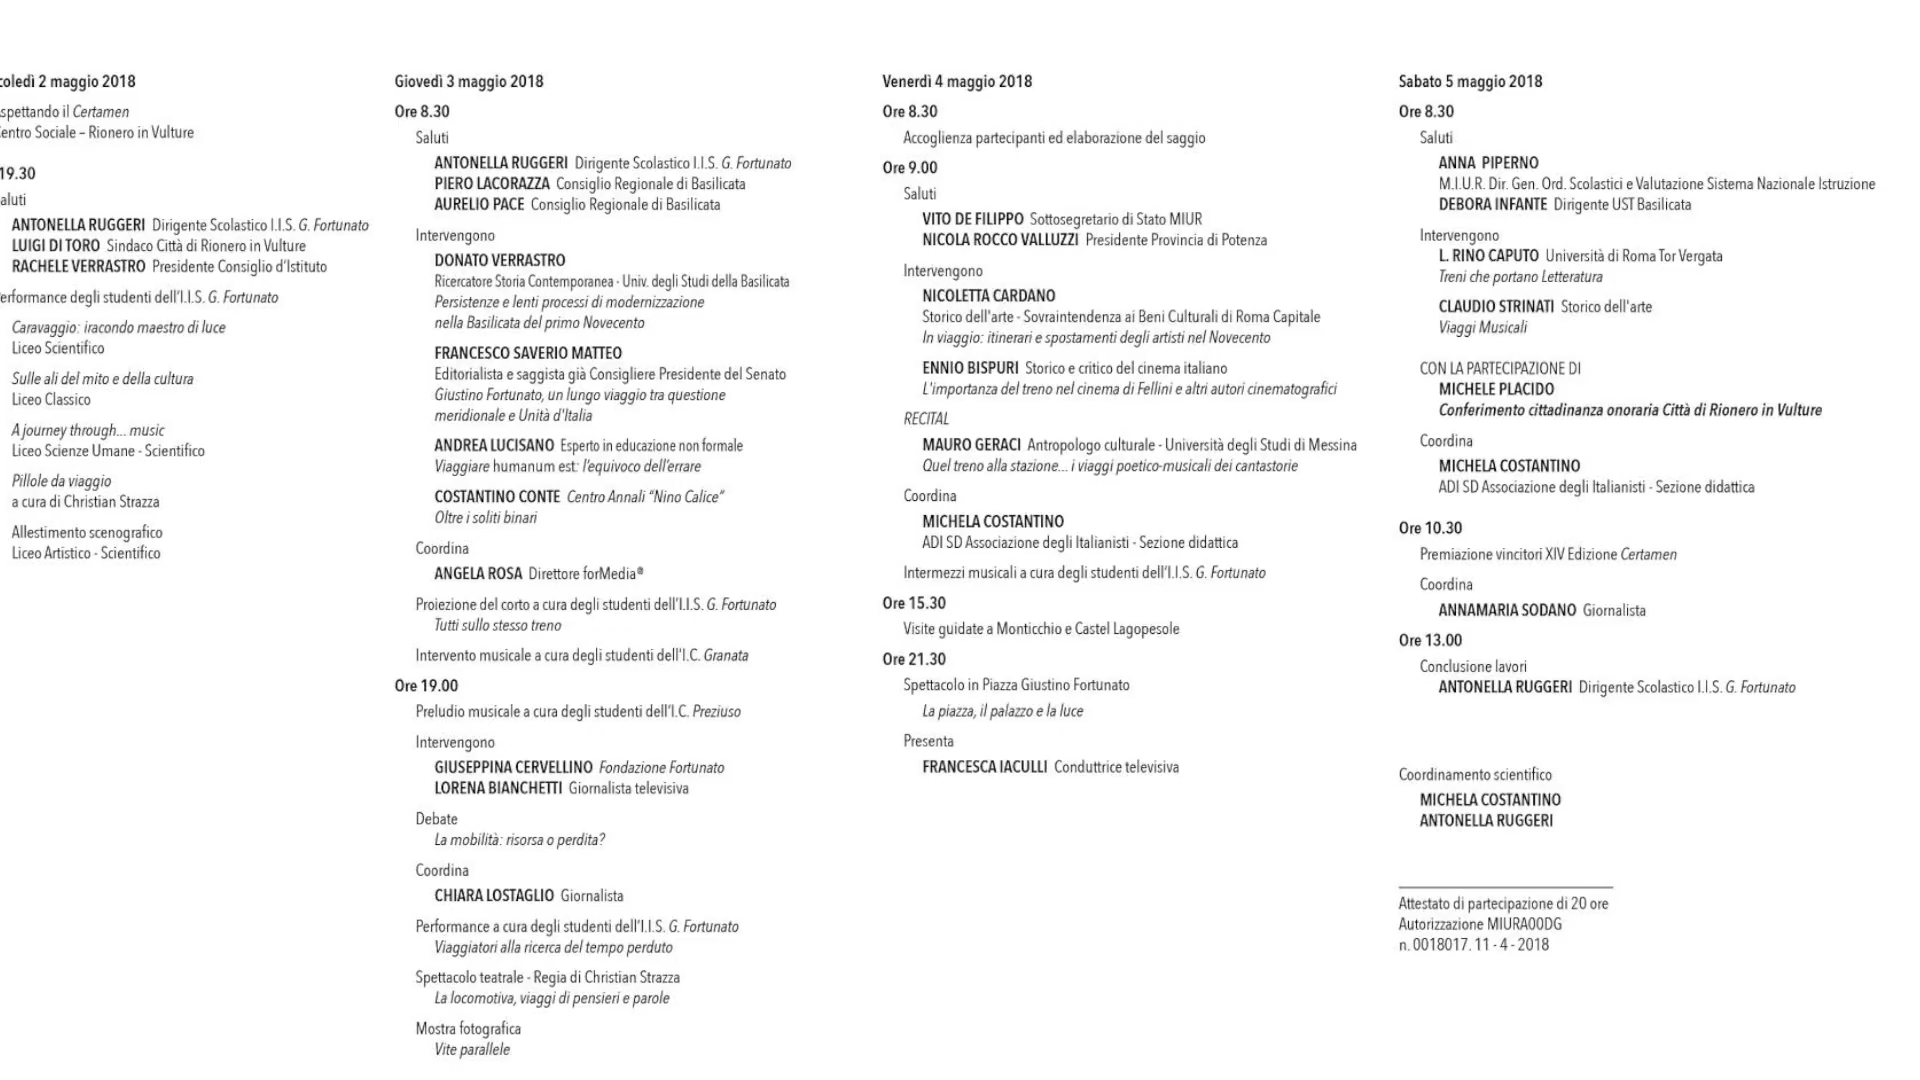 coledì 2 maggio 2018
spettando il Certamen
entro Sociale – Rionero in Vulture
19.30
aluti
ANTONELLA RUGGERI Dirigente Scolastico I.I.S. G. Fortunato
LUIGI DI TORO Sindaco Città di Rionero in Vulture
RACHELE VERRASTRO Presidente Consiglio d'Istituto
erformance degli studenti dell'I.I.S. G. Fortunato
Caravaggio: iracondo maestro di luce
Liceo Scientifico
Sulle ali del mito e della cultura
Liceo Classico
A journey through... music
Liceo Scienze Umane - Scientifico
Pillole da viaggio
a cura di Christian Strazza
Allestimento scenografico
Liceo Artistico - Scientifico
Giovedì 3 maggio 2018
Ore 8.30
Saluti
ANTONELLA RUGGERI Dirigente Scolastico I.I.S. G. Fortunato
PIERO LACORAZZA Consiglio Regionale di Basilicata
AURELIO PACE Consiglio Regionale di Basilicata
Intervengono
DONATO VERRASTRO
Ricercatore Storia Contemporanea - Univ. degli Studi della Basilicata
Persistenze e lenti processi di modernizzazione
nella Basilicata del primo Novecento
FRANCESCO SAVERIO MATTEO
Editorialista e saggista già Consigliere Presidente del Senato
Giustino Fortunato, un lungo viaggio tra questione
meridionale e Unità d'Italia
ANDREA LUCISANO Esperto in educazione non formale
Viaggiare humanum est: l'equivoco dell'errare
COSTANTINO CONTE Centro Annali "Nino Calice"
Oltre i soliti binari
Coordina
ANGELA ROSA Direttore forMedia®
Proiezione del corto a cura degli studenti dell'I.I.S. G. Fortunato
Tutti sullo stesso treno
Intervento musicale a cura degli studenti dell'I.C. Granata
Ore 19.00
Preludio musicale a cura degli studenti dell'I.C. Preziuso
Intervengono
GIUSEPPINA CERVELLINO Fondazione Fortunato
LORENA BIANCHETTI Giornalista televisiva
Debate
La mobilità: risorsa o perdita?
Coordina
CHIARA LOSTAGLIO Giornalista
Performance a cura degli studenti dell'I.I.S. G. Fortunato
Viaggiatori alla ricerca del tempo perduto
Spettacolo teatrale - Regia di Christian Strazza
La locomotiva, viaggi di pensieri e parole
Mostra fotografica
Vite parallele
Venerdì 4 maggio 2018
Ore 8.30
Accoglienza partecipanti ed elaborazione del saggio
Ore 9.00
Saluti
VITO DE FILIPPO Sottosegretario di Stato MIUR
NICOLA ROCCO VALLUZZI Presidente Provincia di Potenza
Intervengono
NICOLETTA CARDANO
Storico dell'arte - Sovraintendenza ai Beni Culturali di Roma Capitale
In viaggio: itinerari e spostamenti degli artisti nel Novecento
ENNIO BISPURI Storico e critico del cinema italiano
L'importanza del treno nel cinema di Fellini e altri autori cinematografici
RECITAL
MAURO GERACI Antropologo culturale - Università degli Studi di Messina
Quel treno alla stazione... i viaggi poetico-musicali dei cantastorie
Coordina
MICHELA COSTANTINO
ADI SD Associazione degli Italianisti - Sezione didattica
Intermezzi musicali a cura degli studenti dell'I.I.S. G. Fortunato
Ore 15.30
Visite guidate a Monticchio e Castel Lagopesole
Ore 21.30
Spettacolo in Piazza Giustino Fortunato
La piazza, il palazzo e la luce
Presenta
FRANCESCA IACULLI Conduttrice televisiva
Sabato 5 maggio 2018
Ore 8.30
Saluti
ANNA PIPERNO
M.I.U.R. Dir. Gen. Ord. Scolastici e Valutazione Sistema Nazionale Istruzione
DEBORA INFANTE Dirigente UST Basilicata
Intervengono
L. RINO CAPUTO Università di Roma Tor Vergata
Treni che portano Letteratura
CLAUDIO STRINATI Storico dell'arte
Viaggi Musicali
CON LA PARTECIPAZIONE DI
MICHELE PLACIDO
Conferimento cittadinanza onoraria Città di Rionero in Vulture
Coordina
MICHELA COSTANTINO
ADI SD Associazione degli Italianisti - Sezione didattica
Ore 10.30
Premiazione vincitori XIV Edizione Certamen
Coordina
ANNAMARIA SODANO Giornalista
Ore 13.00
Conclusione lavori
ANTONELLA RUGGERI Dirigente Scolastico I.I.S. G. Fortunato
Coordinamento scientifico
MICHELA COSTANTINO
ANTONELLA RUGGERI
Attestato di partecipazione di 20 ore
Autorizzazione MIURA00DG
n. 0018017. 11 - 4 - 2018